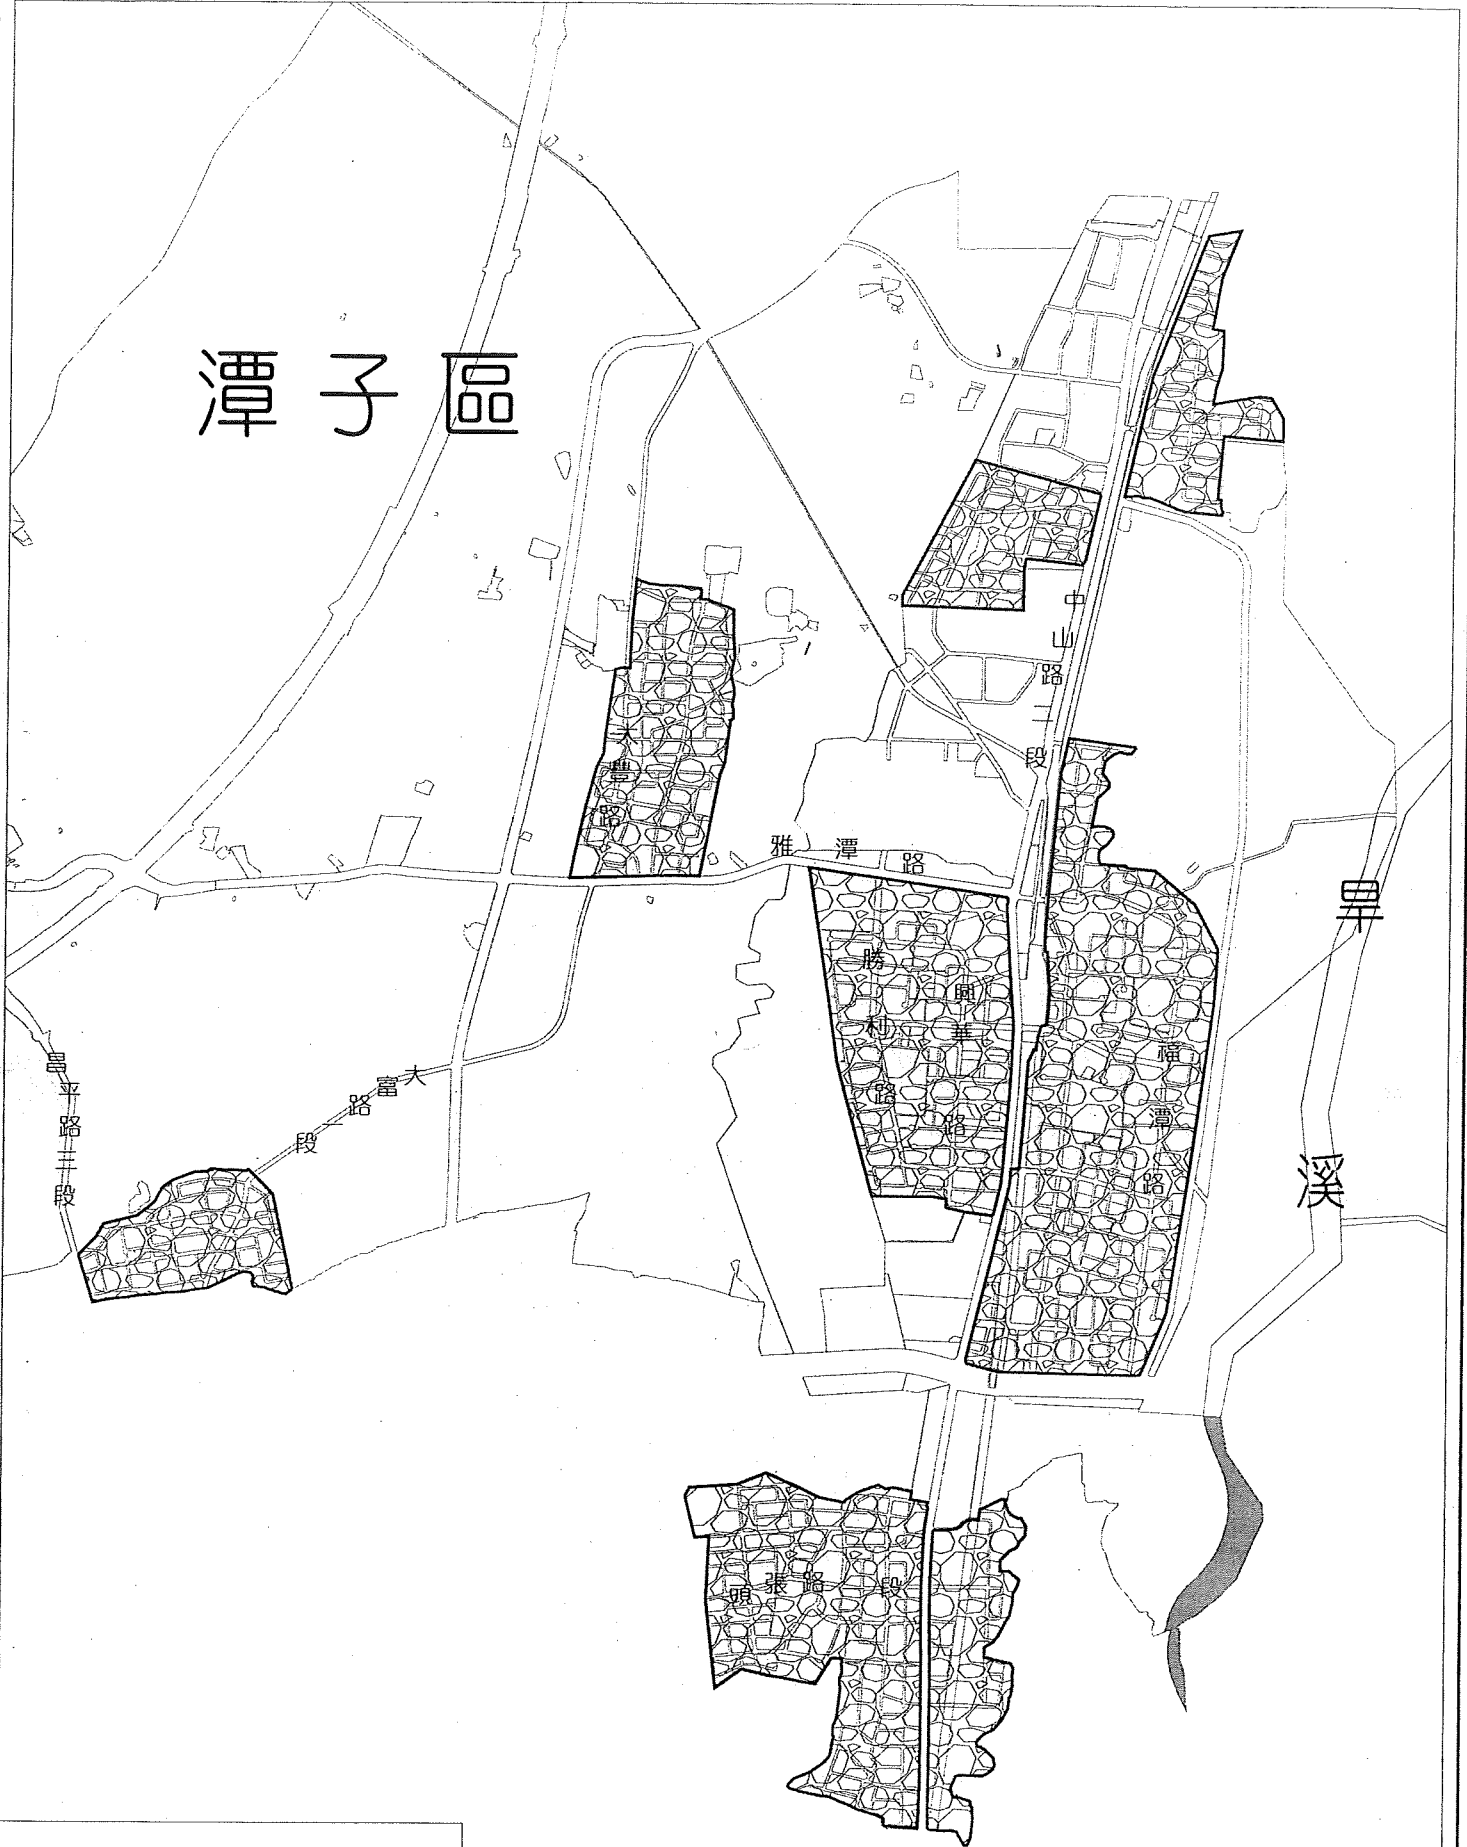 潭子區
中山路二段
大豐路
雅潭路
旱溪
勝利路
興華路
福潭路
昌平路三段
大富路一段
頭張路一段